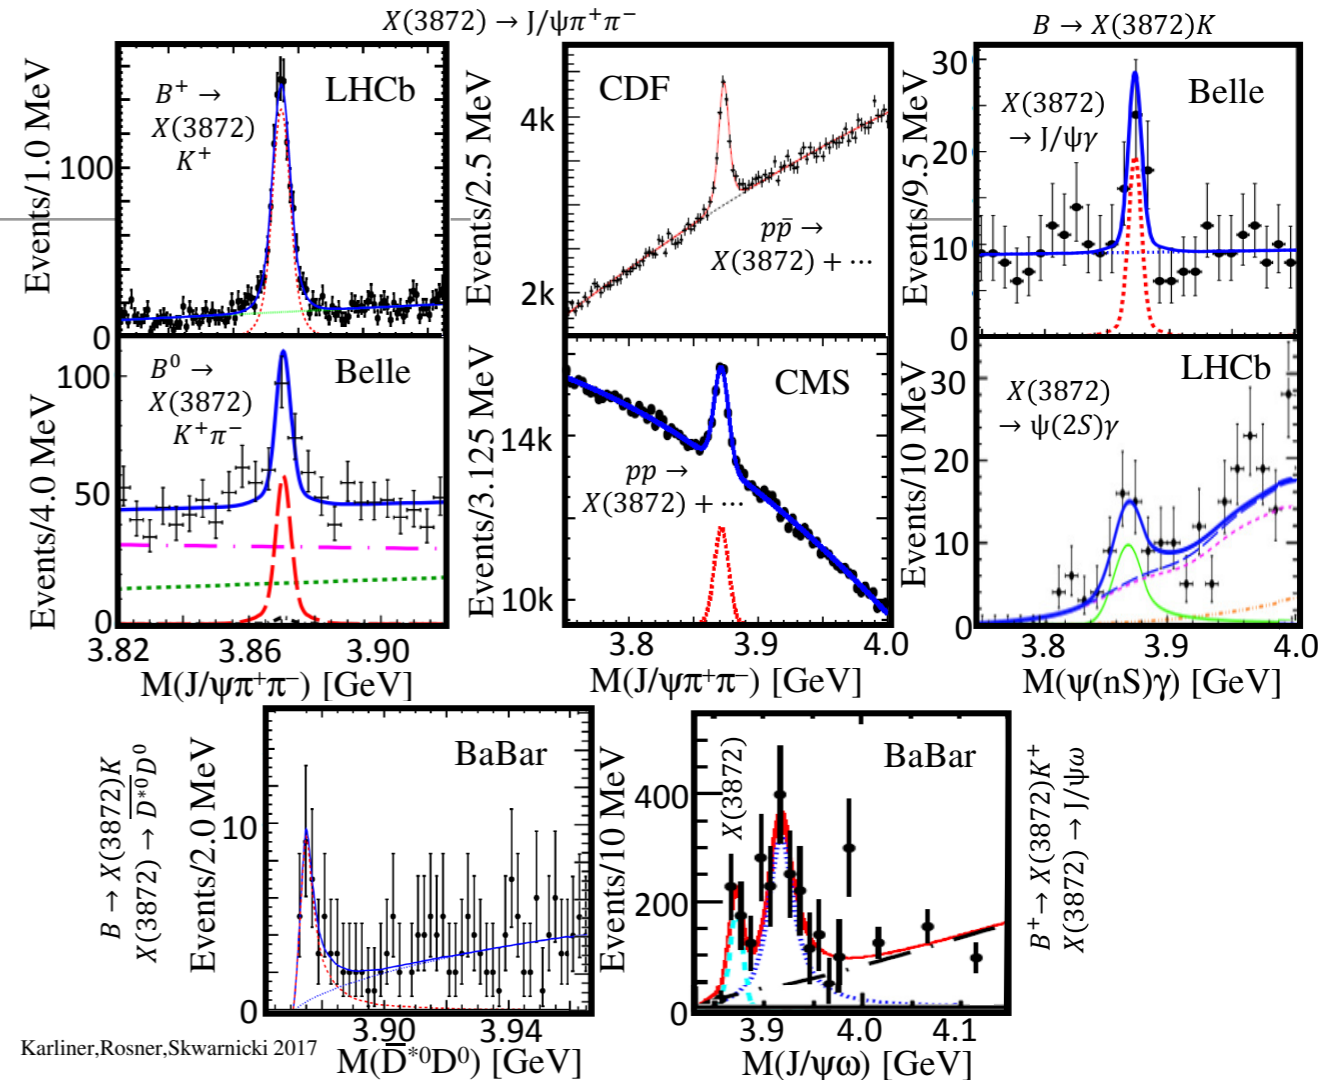 X(3872) → J/ψπ⁺π⁻
B → X(3872)K
Events/1.0 MeV
100
0
B⁺ →
X(3872)
K⁺
LHCb
Events/2.5 MeV
4k
2k
CDF
pp̄ →
X(3872) + ⋯
Events/9.5 MeV
30
20
10
0
X(3872)
→ J/ψγ
Belle
Events/4.0 MeV
100
50
0
B⁰ →
X(3872)
K⁺π⁻
Belle
3.82 3.86 3.90
M(J/ψπ⁺π⁻) [GeV]
Events/3.125 MeV
14k
10k
CMS
pp →
X(3872) + ⋯
3.8 3.9 4.0
M(J/ψπ⁺π⁻) [GeV]
Events/10 MeV
30
20
10
0
X(3872)
→ ψ(2S)γ
LHCb
3.8 3.9 4.0
M(ψ(nS)γ) [GeV]
B → X(3872)K
X(3872) → D̅*⁰D⁰
Events/2.0 MeV
10
0
BaBar
3.90 3.94
M(D̅*⁰D⁰) [GeV]
Events/10 MeV
400
200
0
X(3872)
BaBar
3.9 4.0 4.1
M(J/ψω) [GeV]
B⁺ → X(3872)K⁺
X(3872) → J/ψω
Karliner,Rosner,Skwarnicki 2017